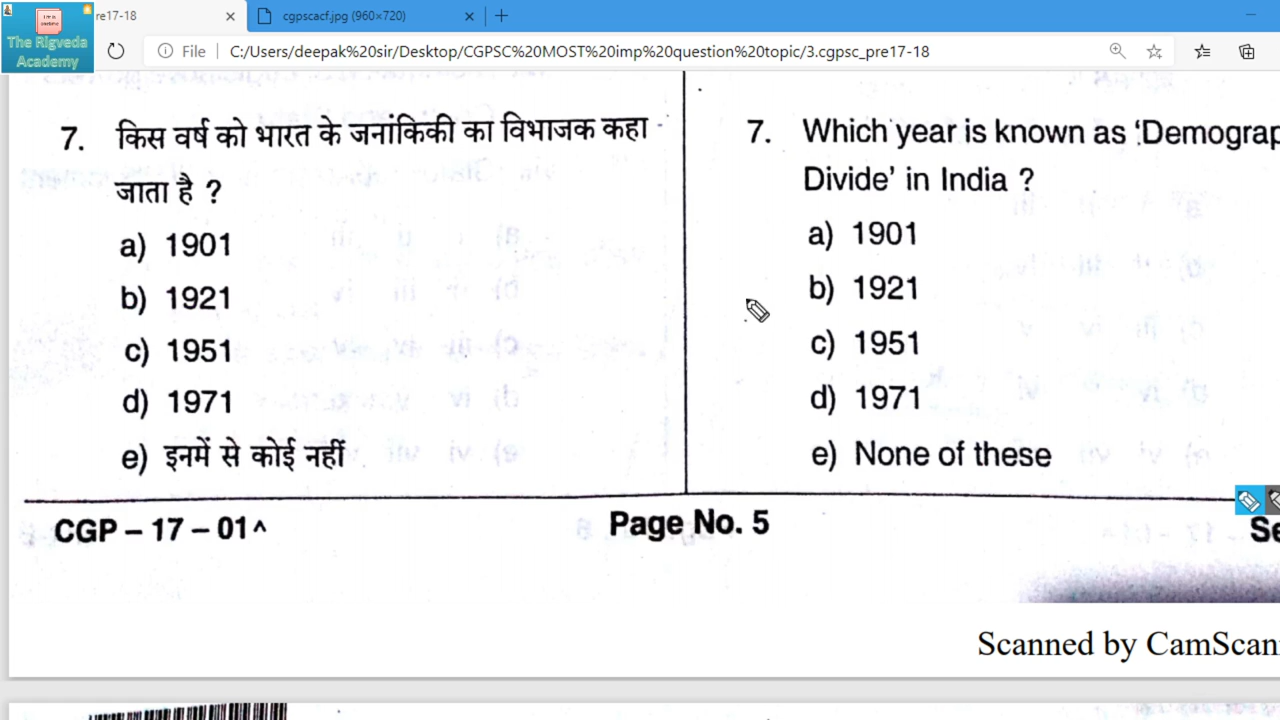 re17-18
cgpscacf.jpg (960×720)
The Rigveda
Academy
File
C:/Users/deepak%20sir/Desktop/CGPSC%20MOST%20imp%20question%20topic/3.cgpsc_pre17-18
7. किस वर्ष को भारत के जनांकिकी का विभाजक कहा
जाता है ?
a) 1901
b) 1921
c) 1951
d) 1971
e) इनमें से कोई नहीं
7. Which year is known as 'Demograp
Divide' in India ?
a) 1901
b) 1921
c) 1951
d) 1971
e) None of these
CGP – 17 – 01^
Page No. 5
Se
Scanned by CamScan